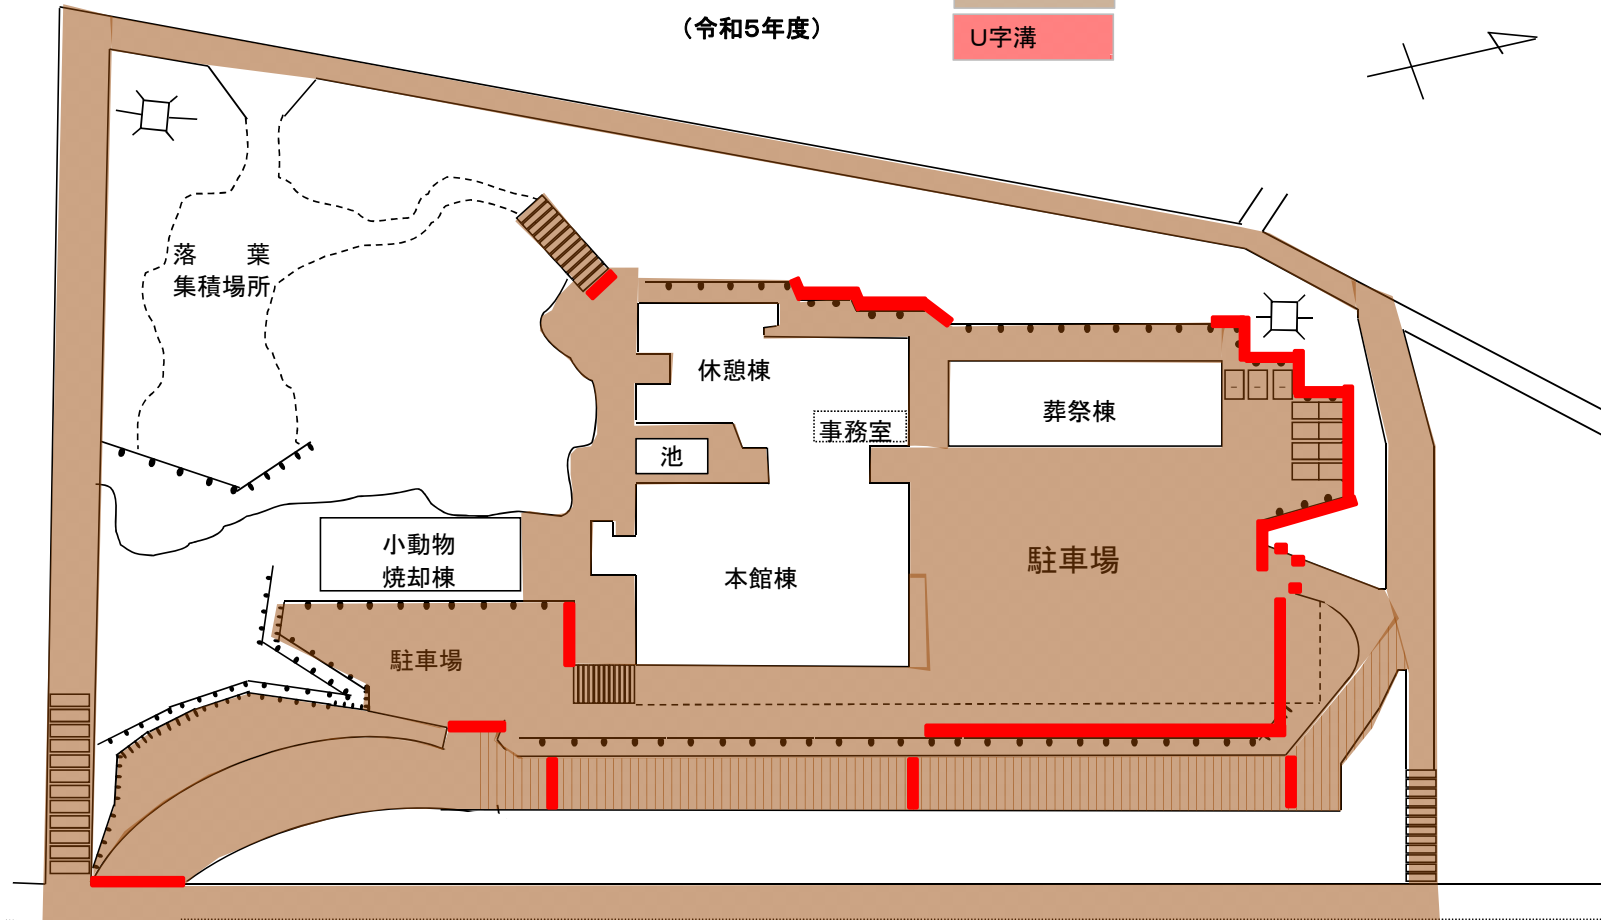 （令和5年度）
U字溝
落　葉
集積場所
休憩棟
葬祭棟
事務室
池
小動物
焼却棟
本館棟
駐車場
駐車場